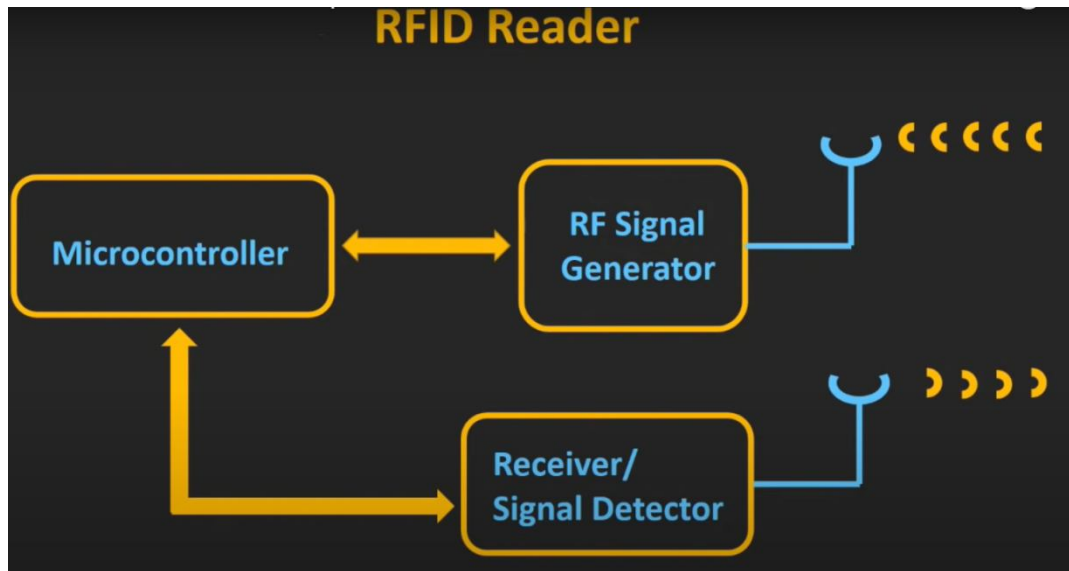 RFID Reader
Microcontroller
RF Signal
Generator
Receiver/
Signal Detector